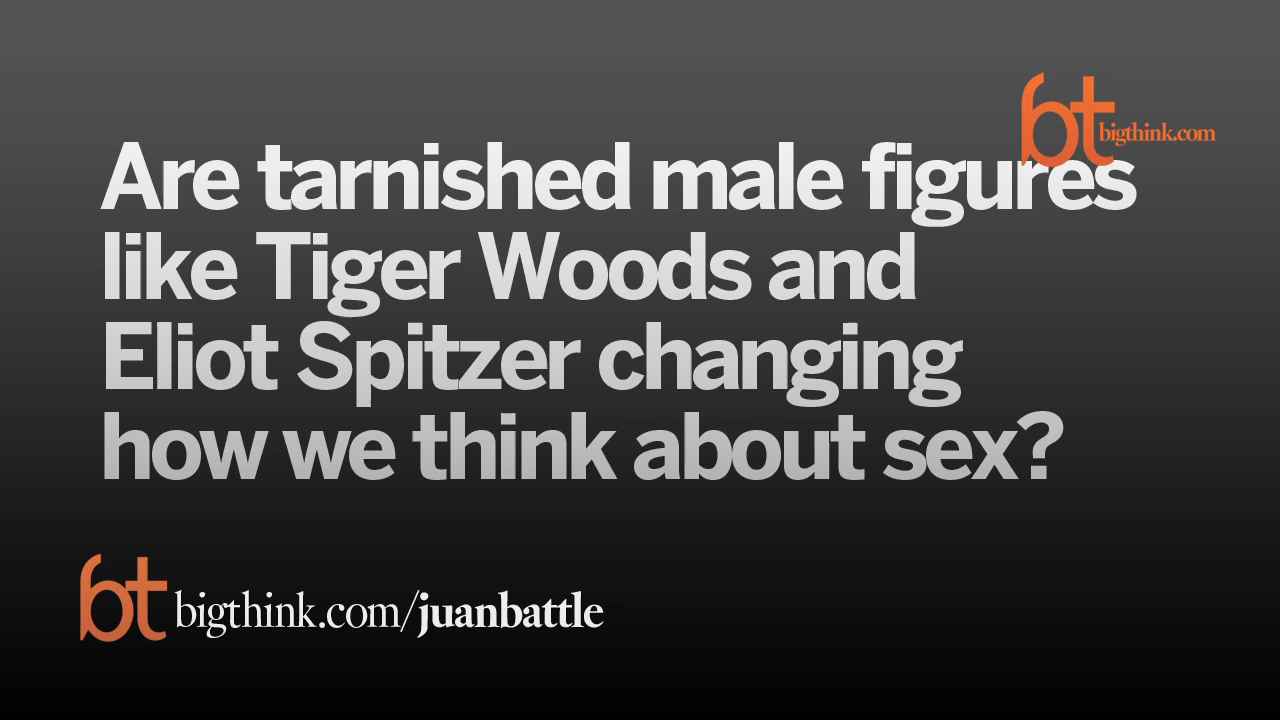 bt bigthink.com
Are tarnished male figures
like Tiger Woods and
Eliot Spitzer changing
how we think about sex?
bt bigthink.com/juanbattle